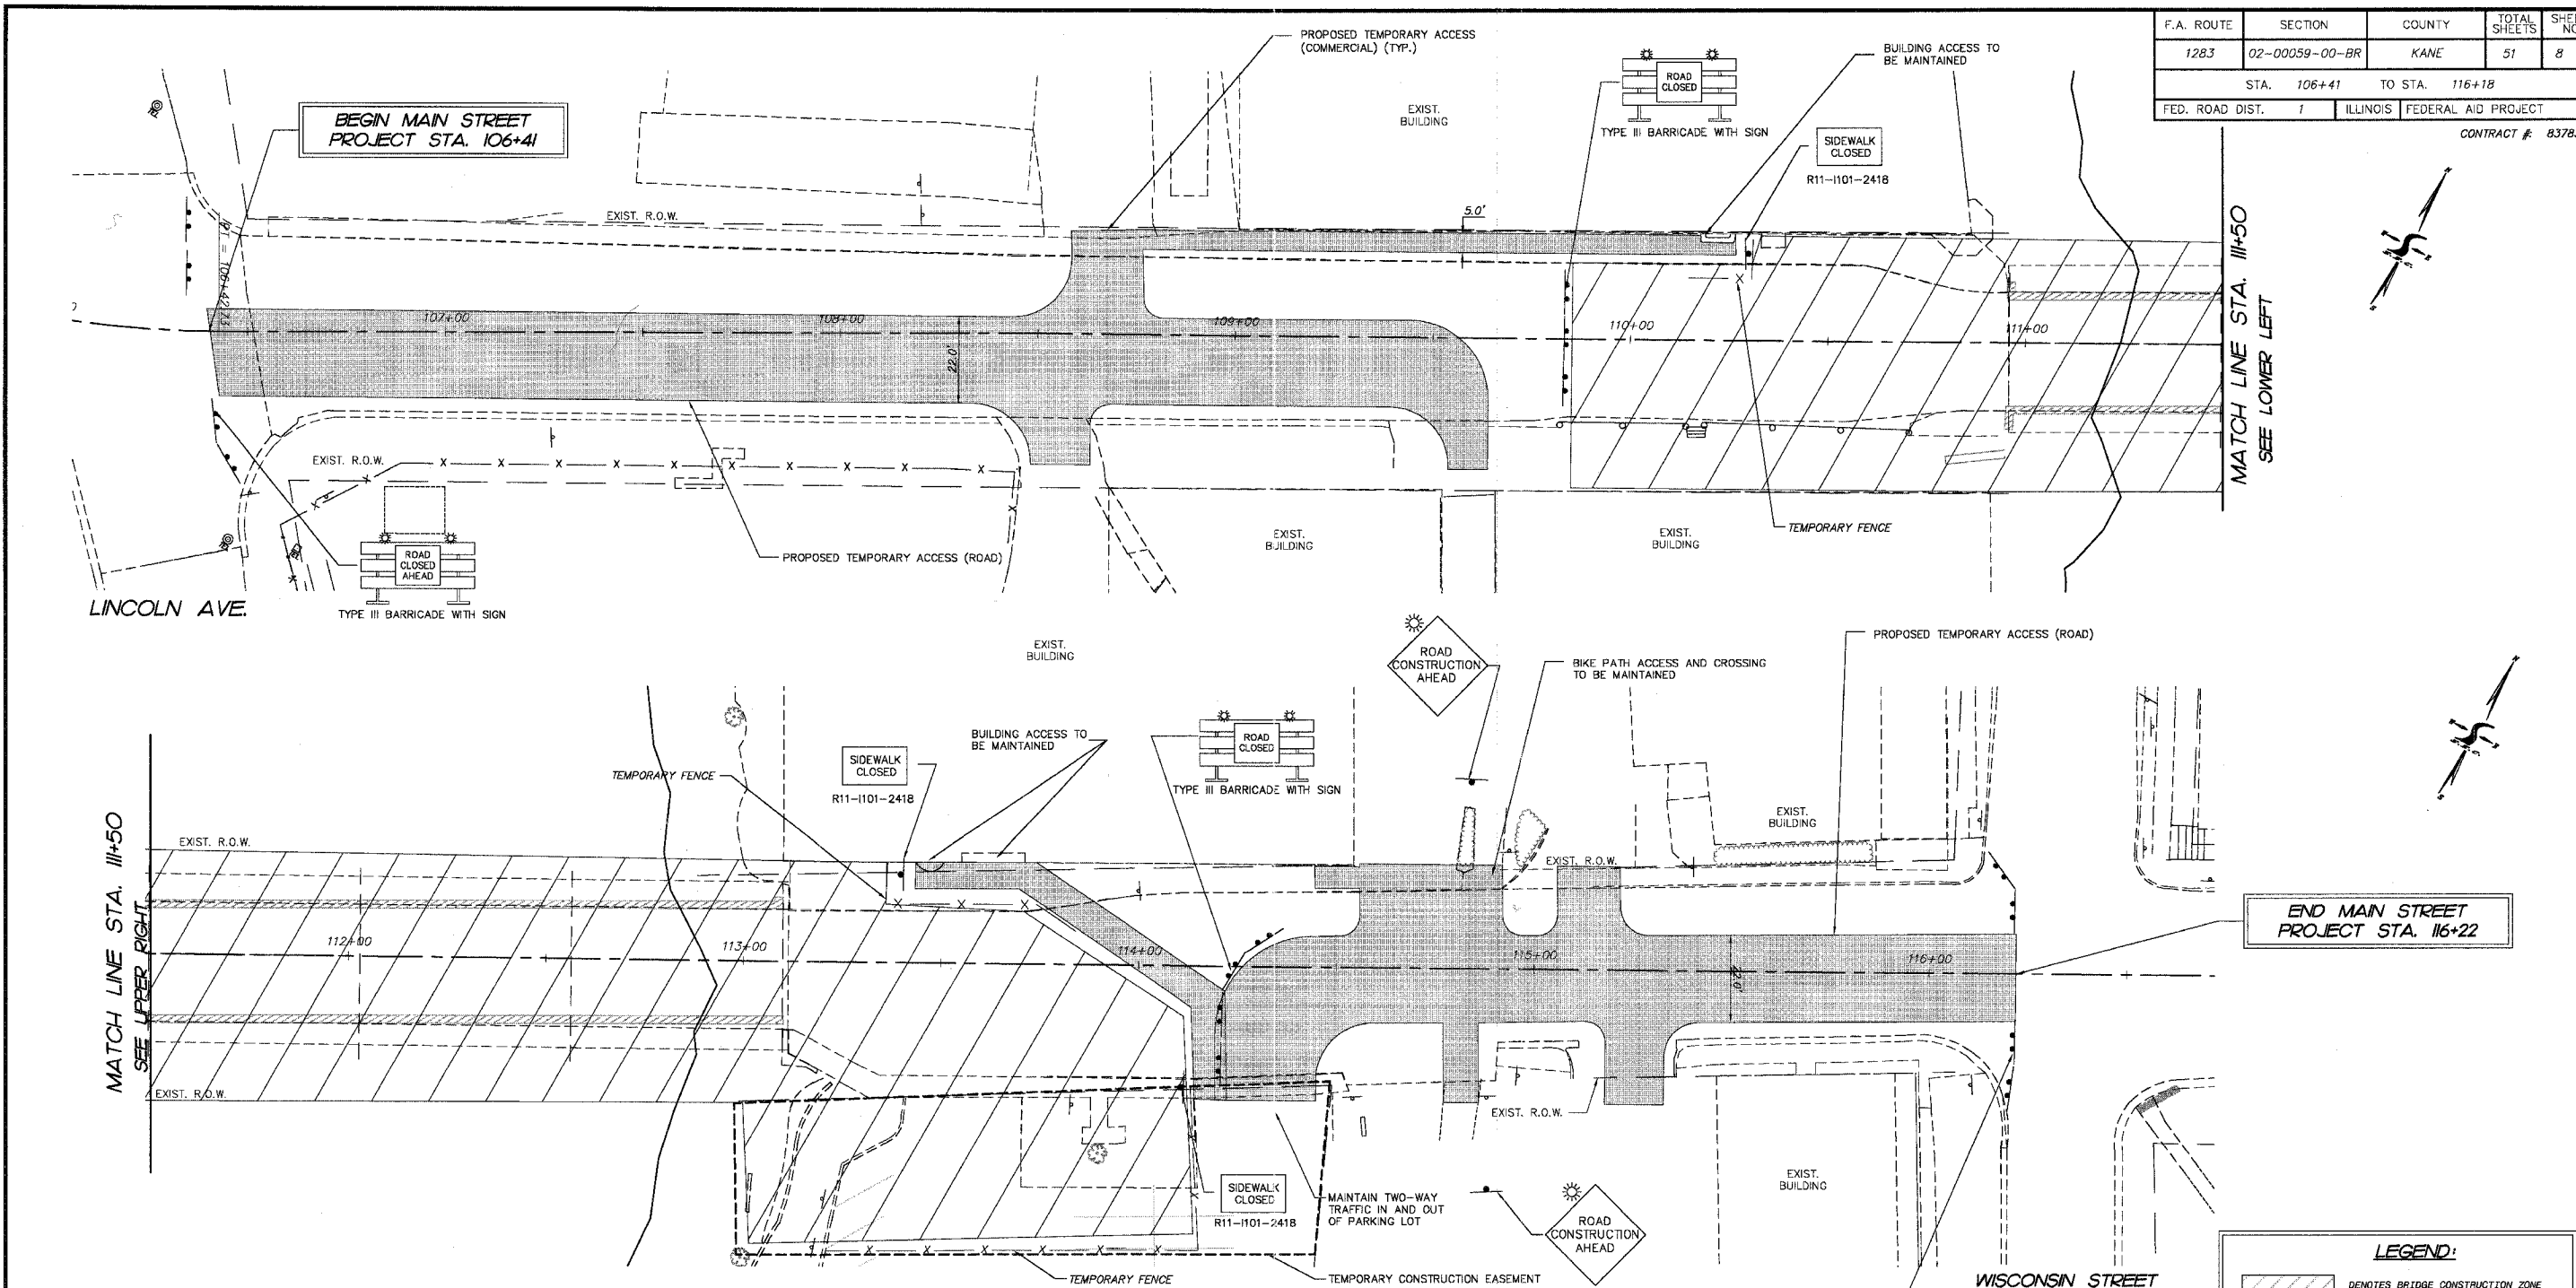 F.A. ROUTE SECTION COUNTY TOTAL SHEETS
1283 02-00059-00-BR KANE 51 8
STA. 106+41 TO STA. 116+18
FED. ROAD DIST. 1 ILLINOIS FEDERAL AID PROJECT
CONTRACT #:
PROPOSED TEMPORARY ACCESS
(COMMERCIAL) (TYP.)
BEGIN MAIN STREET
PROJECT STA. 106+41
EXIST.
BUILDING
ROAD
CLOSED
TYPE III BARRICADE WITH SIGN
BUILDING ACCESS TO
BE MAINTAINED
SIDEWALK
CLOSED
R11-I101-2418
EXIST. R.O.W.
5.0'
106+42.73
107+00
108+00
109+00
110+00
111+00
22.0'
MATCH LINE STA. 111+50
SEE LOWER LEFT
EXIST. R.O.W.
ROAD
CLOSED
AHEAD
TYPE III BARRICADE WITH SIGN
LINCOLN AVE.
PROPOSED TEMPORARY ACCESS (ROAD)
EXIST.
BUILDING
EXIST.
BUILDING
TEMPORARY FENCE
EXIST.
BUILDING
ROAD
CONSTRUCTION
AHEAD
PROPOSED TEMPORARY ACCESS (ROAD)
BIKE PATH ACCESS AND CROSSING
TO BE MAINTAINED
BUILDING ACCESS TO
BE MAINTAINED
ROAD
CLOSED
TYPE III BARRICADE WITH SIGN
SIDEWALK
CLOSED
R11-I101-2418
TEMPORARY FENCE
EXIST.
BUILDING
MATCH LINE STA. 111+50
SEE UPPER RIGHT
EXIST. R.O.W.
EXIST. R.O.W.
112+00
113+00
114+00
115+00
116+00
22.0'
END MAIN STREET
PROJECT STA. 116+22
EXIST. R.O.W.
EXIST. R.O.W.
SIDEWALK
CLOSED
R11-I101-2418
MAINTAIN TWO-WAY
TRAFFIC IN AND OUT
OF PARKING LOT
EXIST.
BUILDING
ROAD
CONSTRUCTION
AHEAD
TEMPORARY FENCE
TEMPORARY CONSTRUCTION EASEMENT
WISCONSIN STREET
LEGEND:
DENOTES BRIDGE CONSTRUCTION ZONE